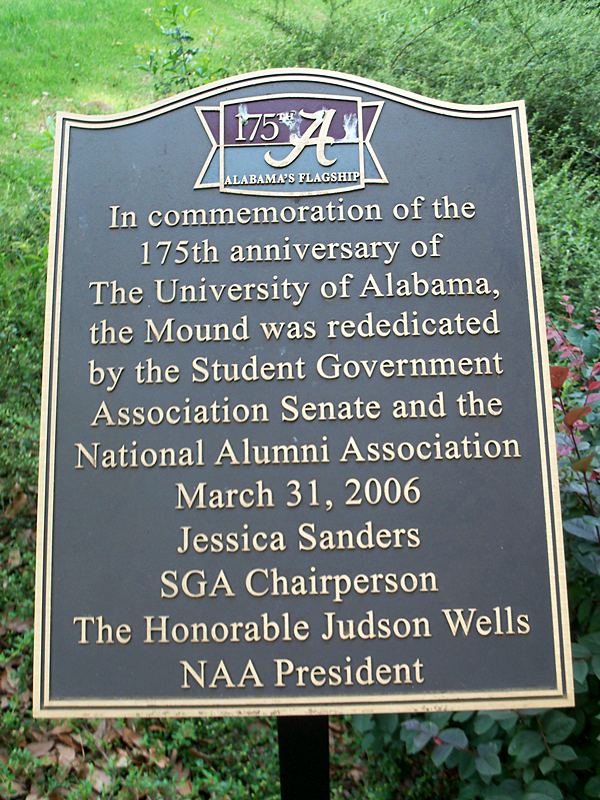 175TH A
ALABAMA'S FLAGSHIP
In commemoration of the
175th anniversary of
The University of Alabama,
the Mound was rededicated
by the Student Government
Association Senate and the
National Alumni Association
March 31, 2006
Jessica Sanders
SGA Chairperson
The Honorable Judson Wells
NAA President